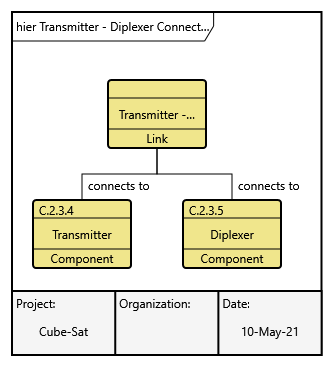 hier Transmitter - Diplexer Connect...
Transmitter -...
Link
connects to
connects to
C.2.3.4
Transmitter
Component
C.2.3.5
Diplexer
Component
Project:
Cube-Sat
Organization:
Date:
10-May-21